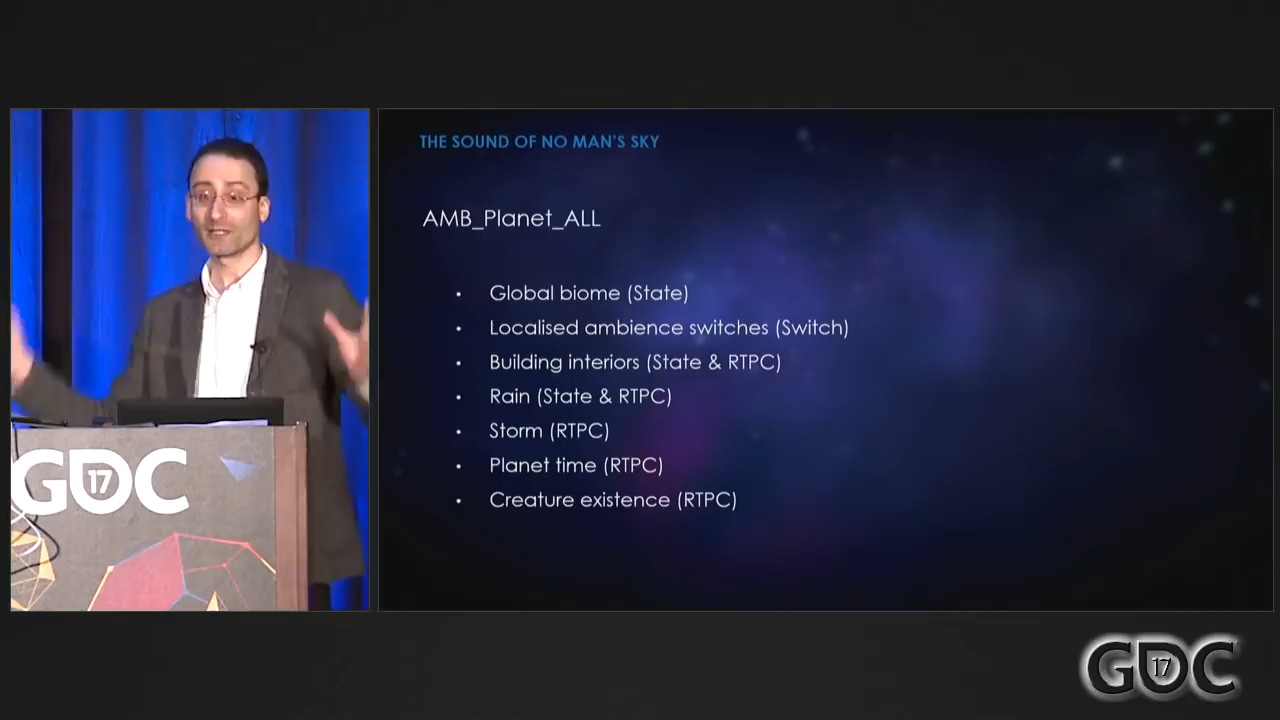 THE SOUND OF NO MAN'S SKY
AMB_Planet_ALL
• Global biome (State)
• Localised ambience switches (Switch)
• Building interiors (State & RTPC)
• Rain (State & RTPC)
• Storm (RTPC)
• Planet time (RTPC)
• Creature existence (RTPC)
GDC 17
GDC 17